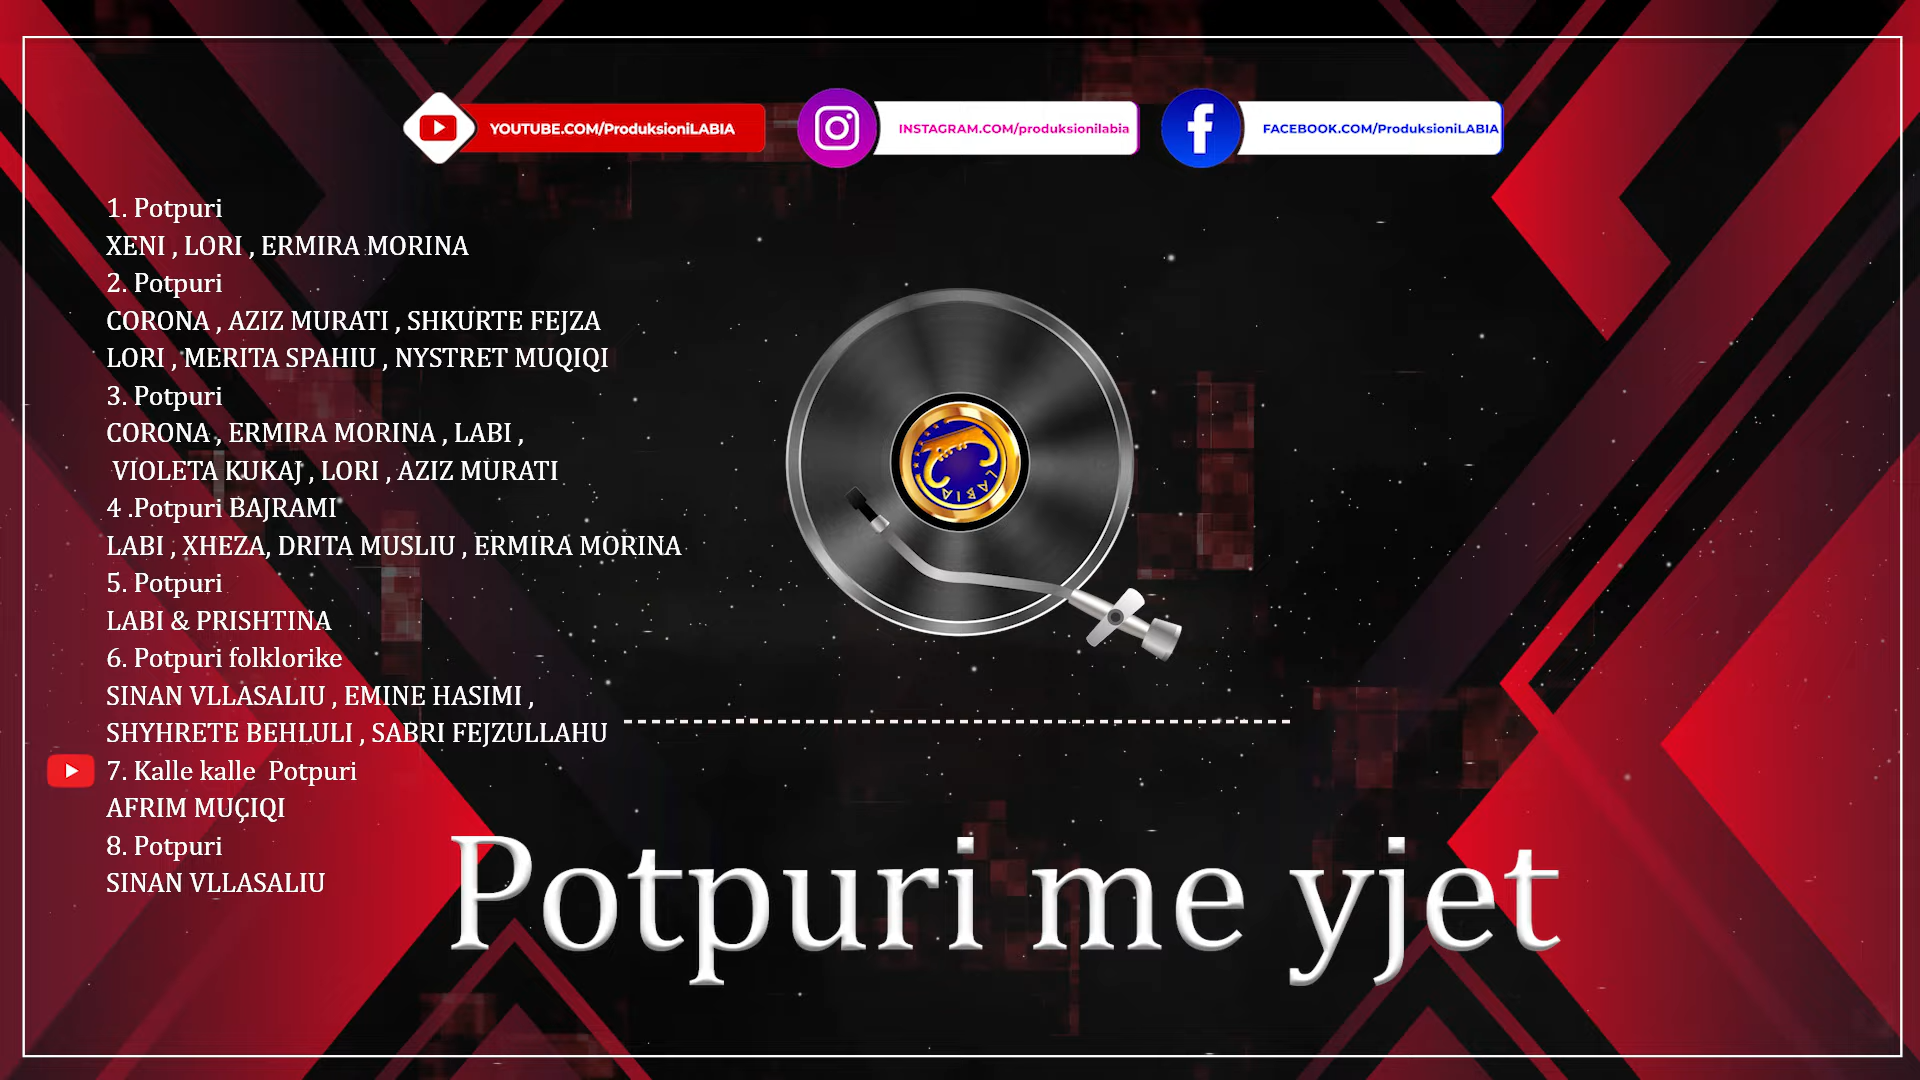 YOUTUBE.COM/ProduksioniLABIA
INSTAGRAM.COM/produksionilabia
FACEBOOK.COM/ProduksioniLABIA
1. Potpuri
XENI , LORI , ERMIRA MORINA
2. Potpuri
CORONA , AZIZ MURATI , SHKURTE FEJZA
LORI , MERITA SPAHIU , NYSTRET MUQIQI
3. Potpuri
CORONA , ERMIRA MORINA , LABI ,
VIOLETA KUKAJ , LORI , AZIZ MURATI
4 .Potpuri BAJRAMI
LABI , XHEZA, DRITA MUSLIU , ERMIRA MORINA
5. Potpuri
LABI & PRISHTINA
6. Potpuri folklorike
SINAN VLLASALIU , EMINE HASIMI ,
SHYHRETE BEHLULI , SABRI FEJZULLAHU
7. Kalle kalle  Potpuri
AFRIM MUÇIQI
8. Potpuri
SINAN VLLASALIU
LABIA
Potpuri me yjet